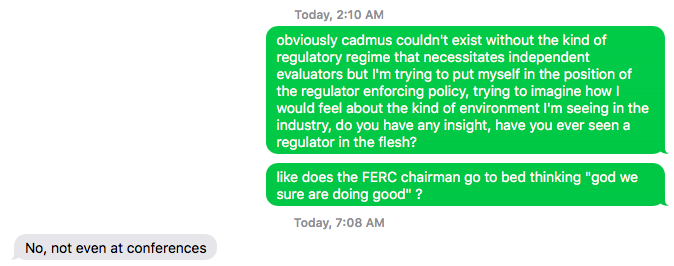 Today, 2:10 AM
obviously cadmus couldn't exist without the kind of
regulatory regime that necessitates independent
evaluators but I'm trying to put myself in the position of
the regulator enforcing policy, trying to imagine how I
would feel about the kind of environment I'm seeing in the
industry, do you have any insight, have you ever seen a
regulator in the flesh?
like does the FERC chairman go to bed thinking "god we
sure are doing good" ?
Today, 7:08 AM
No, not even at conferences